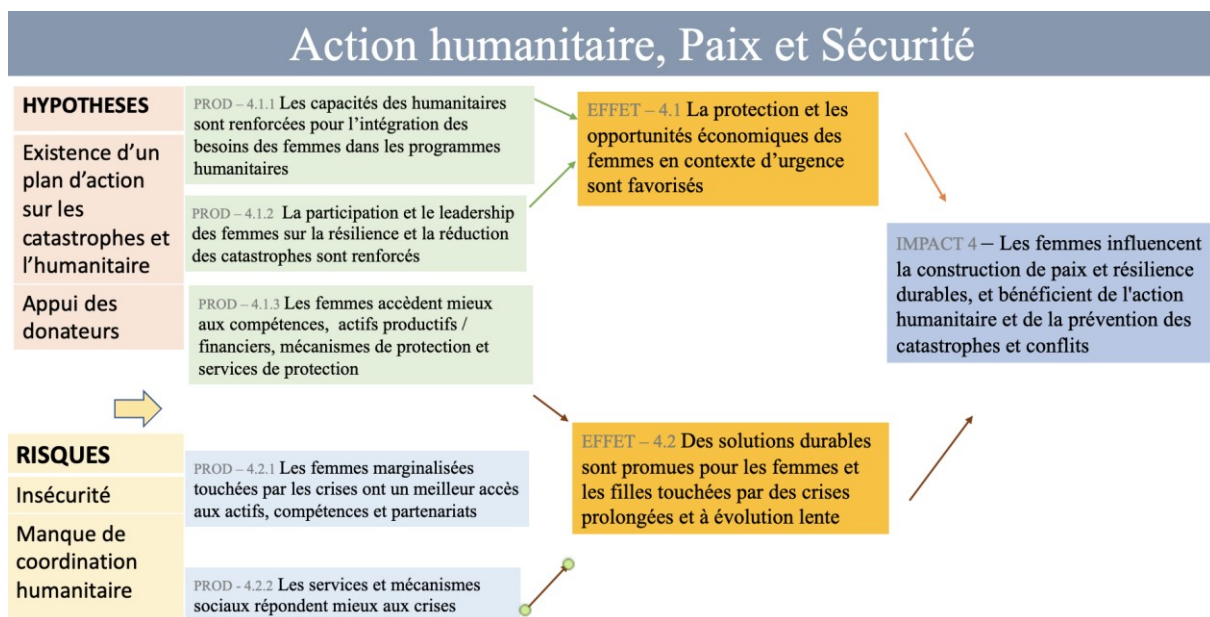 Action humanitaire, Paix et Sécurité
HYPOTHESES
Existence d’un
plan d’action
sur les
catastrophes et
l’humanitaire
Appui des
donateurs
RISQUES
Insécurité
Manque de
coordination
humanitaire
PROD – 4.1.1 Les capacités des humanitaires
sont renforcées pour l’intégration des
besoins des femmes dans les programmes
humanitaires
PROD – 4.1.2 La participation et le leadership
des femmes sur la résilience et la réduction
des catastrophes sont renforcés
PROD – 4.1.3 Les femmes accèdent mieux
aux compétences, actifs productifs /
financiers, mécanismes de protection et
services de protection
PROD – 4.2.1 Les femmes marginalisées
touchées par les crises ont un meilleur accès
aux actifs, compétences et partenariats
PROD - 4.2.2 Les services et mécanismes
sociaux répondent mieux aux crises
EFFET – 4.1 La protection et les
opportunités économiques des
femmes en contexte d’urgence
sont favorisés
EFFET – 4.2 Des solutions durables
sont promues pour les femmes et
les filles touchées par des crises
prolongées et à évolution lente
IMPACT 4 – Les femmes influencent
la construction de paix et résilience
durables, et bénéficient de l'action
humanitaire et de la prévention des
catastrophes et conflits